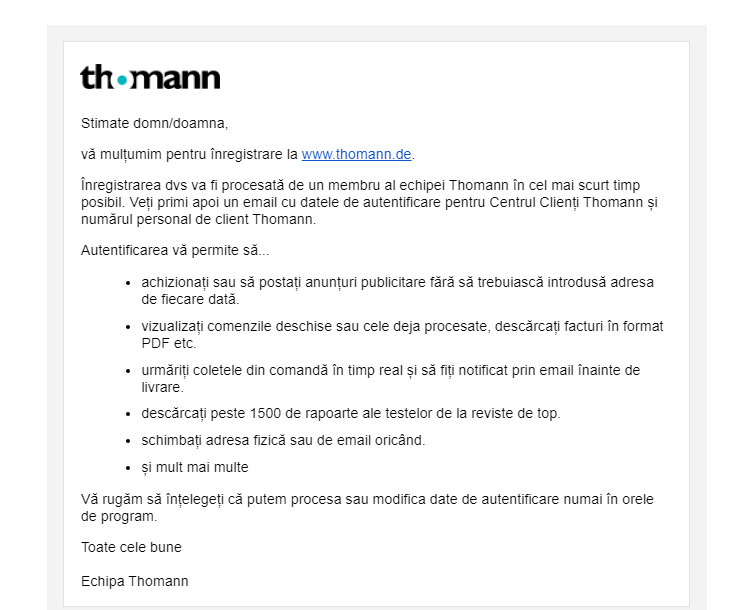 thomann
Stimate domn/doamna,
vă mulțumim pentru înregistrare la www.thomann.de.
Înregistrarea dvs va fi procesată de un membru al echipei Thomann în cel mai scurt timp
posibil. Veți primi apoi un email cu datele de autentificare pentru Centrul Clienți Thomann și
numărul personal de client Thomann.
Autentificarea vă permite să...
• achizionați sau să postați anunțuri publicitare fără să trebuiască introdusă adresa
de fiecare dată.
• vizualizați comenzile deschise sau cele deja procesate, descărcați facturi în format
PDF etc.
• urmăriți coletele din comandă în timp real și să fiți notificat prin email înainte de
livrare.
• descărcați peste 1500 de rapoarte ale testelor de la reviste de top.
• schimbați adresa fizică sau de email oricând.
• și mult mai multe
Vă rugăm să înțelegeți că putem procesa sau modifica date de autentificare numai în orele
de program.
Toate cele bune
Echipa Thomann